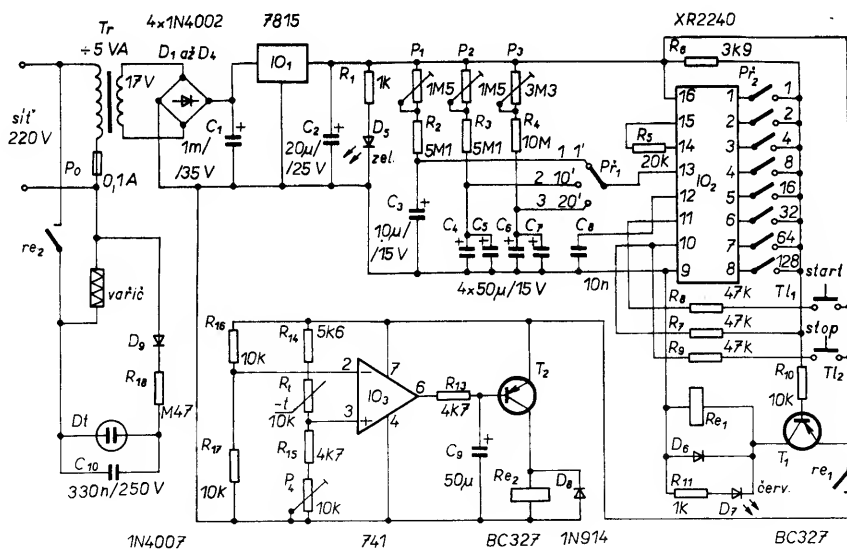 4x1N4002
7815
XR2240
Tr
÷5 VA
D1 až D4
IO1
17V
síť
220 V
Po
0,1A
C1
1m/
/35 V
R1
1k
D5
zel.
C2
20µ/
/25 V
P1
1M5
P2
1M5
P3
3M3
R2
5M1
R3
5M1
R4
10M
C3
10µ/
/15 V
C4
C5
C6
C7
C8
4x50µ/15 V
10n
1 1'
2 10'
3 20'
Př1
R6
3k9
Př2
R5
20k
IO2
16
15
14
13
12
11
10
9
1
2
3
4
5
6
7
8
1
2
4
8
16
32
64
128
start
Tl1
R8
47k
R7
47k
stop
R9
47k
Tl2
re2
vařič
D9
R18
M47
Dt
C10
330n/250 V
R16
10k
R17
10k
R14
5k6
Rt
-t
10k
R15
4k7
P4
10k
2
3
7
4
6
IO3
R13
4k7
C9
50µ
T2
Re2
D8
R10
10k
Re1
D6
R11
1k
D7
červ.
T1
re1
1N4007
741
BC327
1N914
BC327